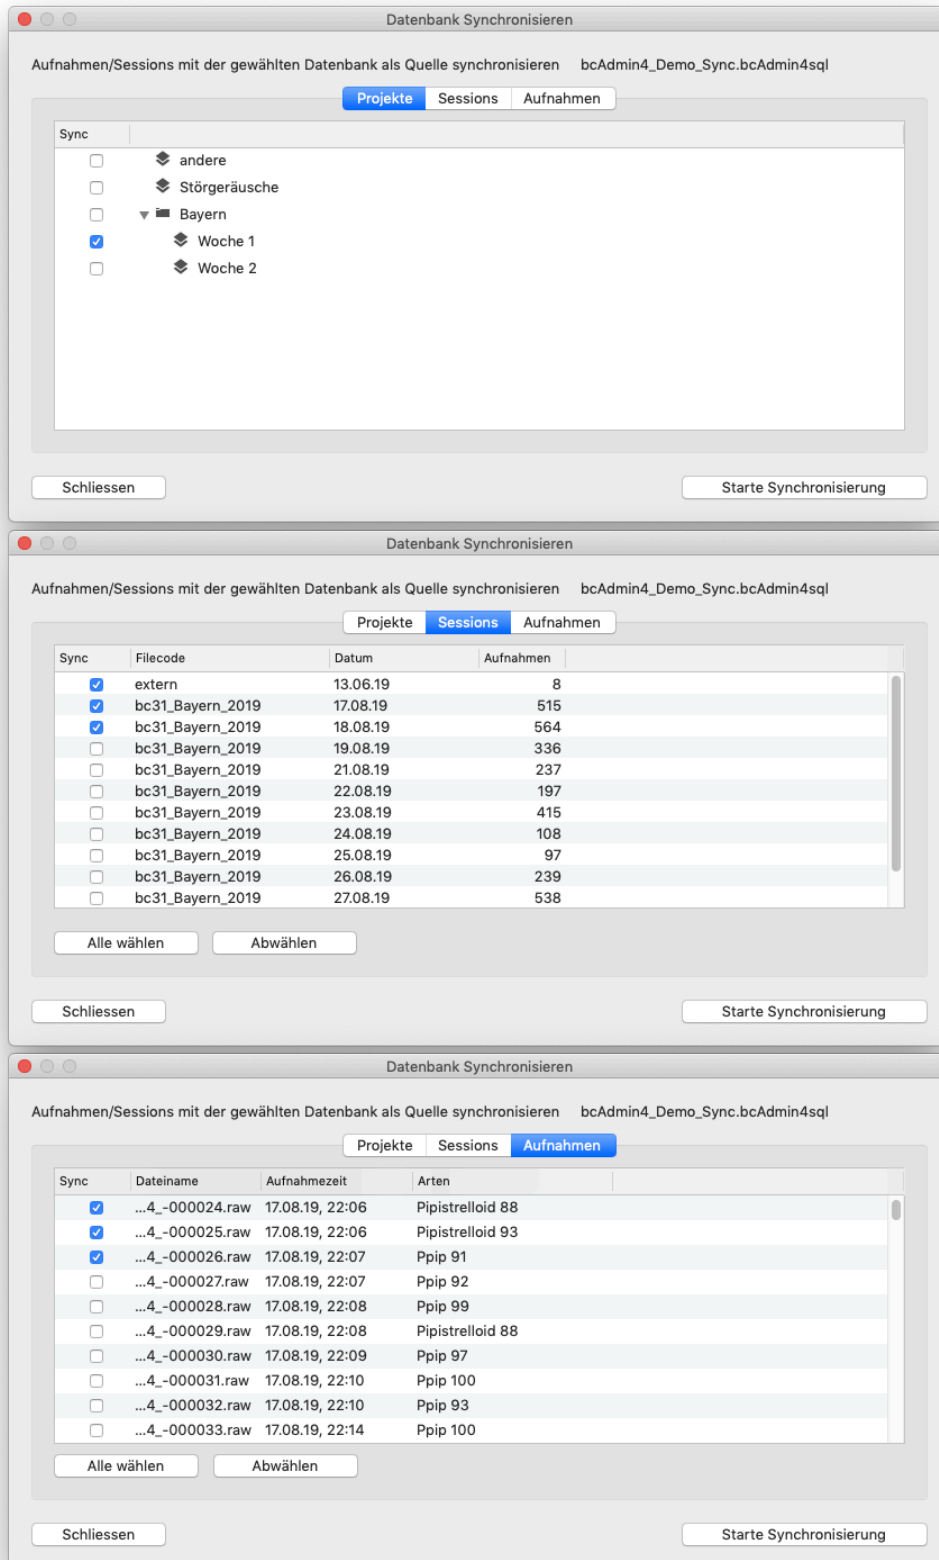 Datenbank Synchronisieren
Aufnahmen/Sessions mit der gewählten Datenbank als Quelle synchronisieren bcAdmin4_Demo_Sync.bcAdmin4sql
Projekte Sessions Aufnahmen
Sync
andere
Störgeräusche
Bayern
Woche 1
Woche 2
Schliessen Starte Synchronisierung
Datenbank Synchronisieren
Aufnahmen/Sessions mit der gewählten Datenbank als Quelle synchronisieren bcAdmin4_Demo_Sync.bcAdmin4sql
Projekte Sessions Aufnahmen
Sync Filecode Datum Aufnahmen
extern 13.06.19 8
bc31_Bayern_2019 17.08.19 515
bc31_Bayern_2019 18.08.19 564
bc31_Bayern_2019 19.08.19 336
bc31_Bayern_2019 21.08.19 237
bc31_Bayern_2019 22.08.19 197
bc31_Bayern_2019 23.08.19 415
bc31_Bayern_2019 24.08.19 108
bc31_Bayern_2019 25.08.19 97
bc31_Bayern_2019 26.08.19 239
bc31_Bayern_2019 27.08.19 538
Alle wählen Abwählen
Schliessen Starte Synchronisierung
Datenbank Synchronisieren
Aufnahmen/Sessions mit der gewählten Datenbank als Quelle synchronisieren bcAdmin4_Demo_Sync.bcAdmin4sql
Projekte Sessions Aufnahmen
Sync Dateiname Aufnahmezeit Arten
...4_-000024.raw 17.08.19, 22:06 Pipistrelloid 88
...4_-000025.raw 17.08.19, 22:06 Pipistrelloid 93
...4_-000026.raw 17.08.19, 22:07 Ppip 91
...4_-000027.raw 17.08.19, 22:07 Ppip 92
...4_-000028.raw 17.08.19, 22:08 Ppip 99
...4_-000029.raw 17.08.19, 22:08 Pipistrelloid 88
...4_-000030.raw 17.08.19, 22:09 Ppip 97
...4_-000031.raw 17.08.19, 22:10 Ppip 100
...4_-000032.raw 17.08.19, 22:10 Ppip 93
...4_-000033.raw 17.08.19, 22:14 Ppip 100
Alle wählen Abwählen
Schliessen Starte Synchronisierung